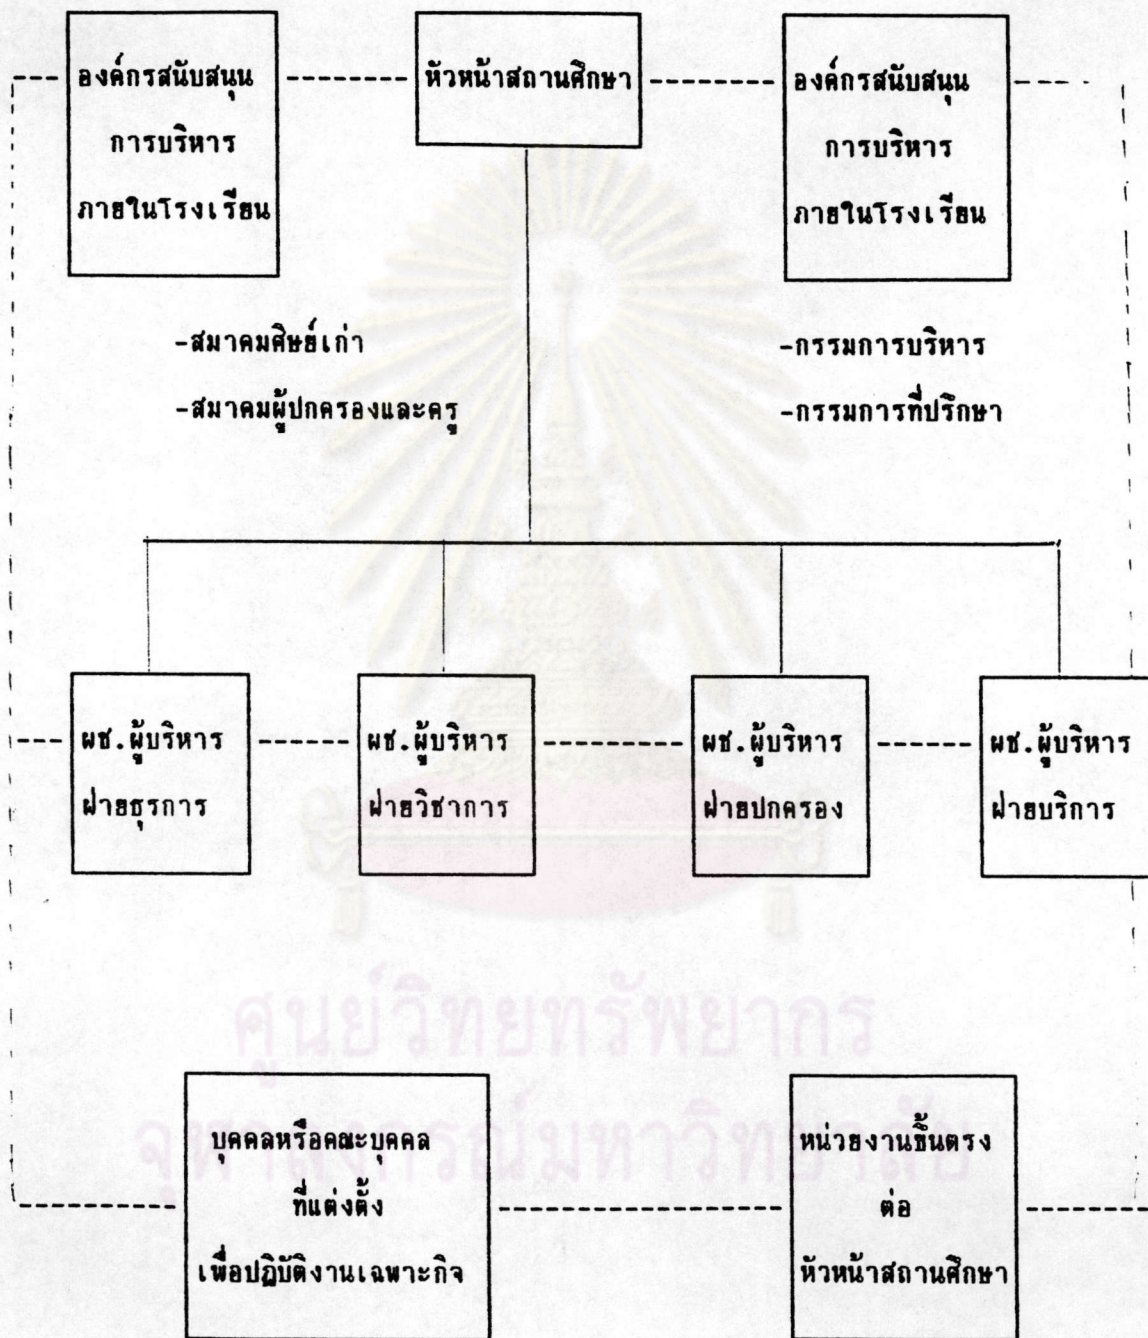 องค์กรสนับสนุน
การบริหาร
ภายในโรงเรียน
หัวหน้าสถานศึกษา
องค์กรสนับสนุน
การบริหาร
ภายในโรงเรียน
-สมาคมศิษย์เก่า
-สมาคมผู้ปกครองและครู
-กรรมการบริหาร
-กรรมการที่ปรึกษา
ผช.ผู้บริหาร
ฝ่ายธุรการ
ผช.ผู้บริหาร
ฝ่ายวิชาการ
ผช.ผู้บริหาร
ฝ่ายปกครอง
ผช.ผู้บริหาร
ฝ่ายบริการ
ศูนย์วิทยทรัพยากร
จุฬาลงกรณ์มหาวิทยาลัย
บุคคลหรือคณะบุคคล
ที่แต่งตั้ง
เพื่อปฏิบัติงานเฉพาะกิจ
หน่วยงานขึ้นตรง
ต่อ
หัวหน้าสถานศึกษา